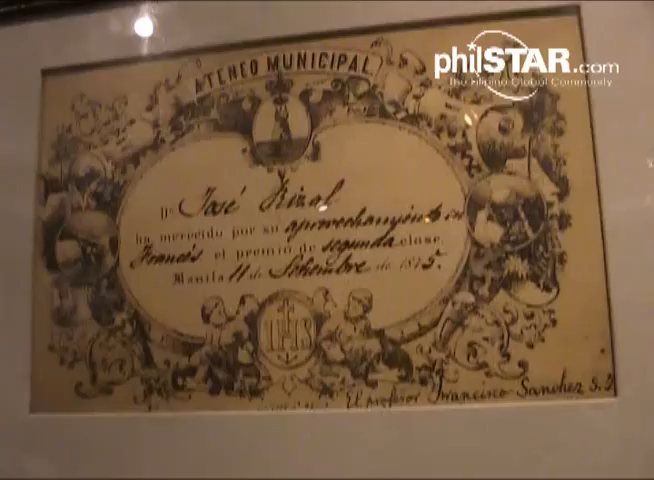 philSTAR.com
The Filipino Global Community
ATENEO MUNICIPAL
Dn José Rizal
ha merecido por su aprovechamiento en
Francés el premio de segunda clase.
Manila 11 de Setiembre de 1875.
IHS
El profesor Francisco Sanchez S. J.